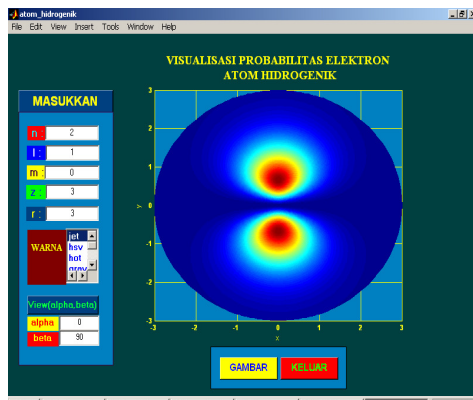 atom_hidrogenik
File Edit View Insert Tools Window Help
VISUALISASI PROBABILITAS ELEKTRON
ATOM HIDROGENIK
MASUKKAN
n : 2
l : 1
m : 0
z : 3
r : 3
WARNA
jet
hsv
hot
gray
View(alpha,beta)
alpha 0
beta 90
3
2
1
0
-1
-2
-3
Y
-3 -2 -1 0 1 2 3
X
GAMBAR KELUAR